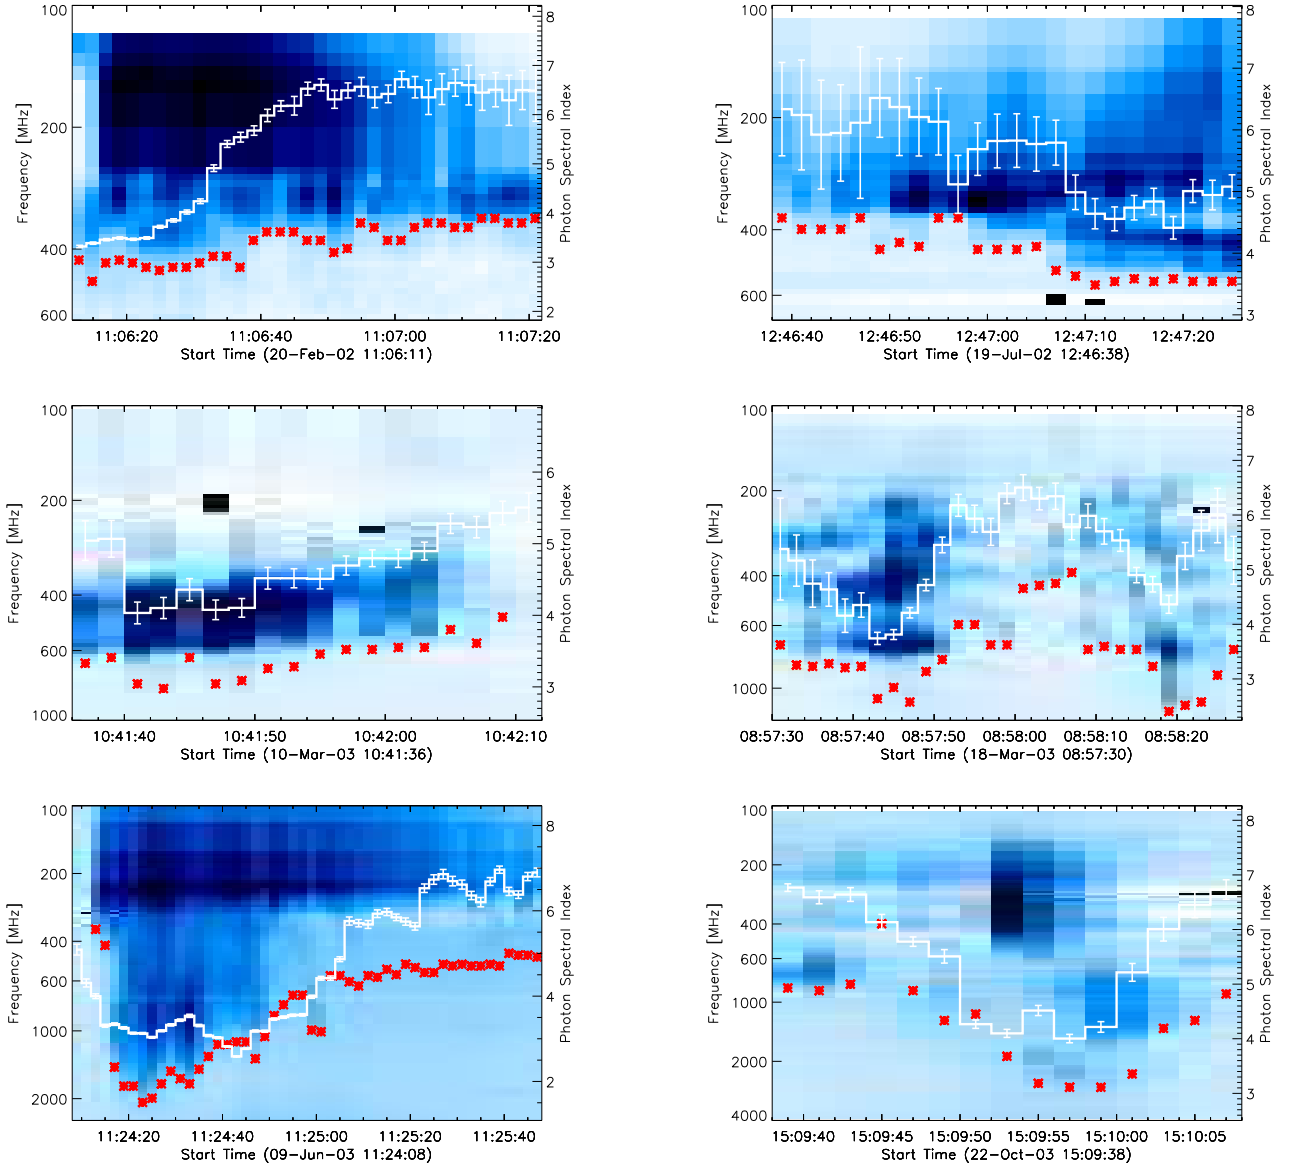 100
200
400
600
Frequency [MHz]
8
7
6
5
4
3
2
Photon Spectral Index
11:06:20 11:06:40 11:07:00 11:07:20
Start Time (20-Feb-02 11:06:11)
100
200
400
600
Frequency [MHz]
8
7
6
5
4
3
Photon Spectral Index
12:46:40 12:46:50 12:47:00 12:47:10 12:47:20
Start Time (19-Jul-02 12:46:38)
100
200
400
600
1000
Frequency [MHz]
6
5
4
3
Photon Spectral Index
10:41:40 10:41:50 10:42:00 10:42:10
Start Time (10-Mar-03 10:41:36)
100
200
400
600
1000
Frequency [MHz]
8
7
6
5
4
3
Photon Spectral Index
08:57:30 08:57:40 08:57:50 08:58:00 08:58:10 08:58:20
Start Time (18-Mar-03 08:57:30)
100
200
400
600
1000
2000
Frequency [MHz]
8
6
4
2
Photon Spectral Index
11:24:20 11:24:40 11:25:00 11:25:20 11:25:40
Start Time (09-Jun-03 11:24:08)
100
200
400
600
1000
2000
4000
Frequency [MHz]
8
7
6
5
4
3
Photon Spectral Index
15:09:40 15:09:45 15:09:50 15:09:55 15:10:00 15:10:05
Start Time (22-Oct-03 15:09:38)